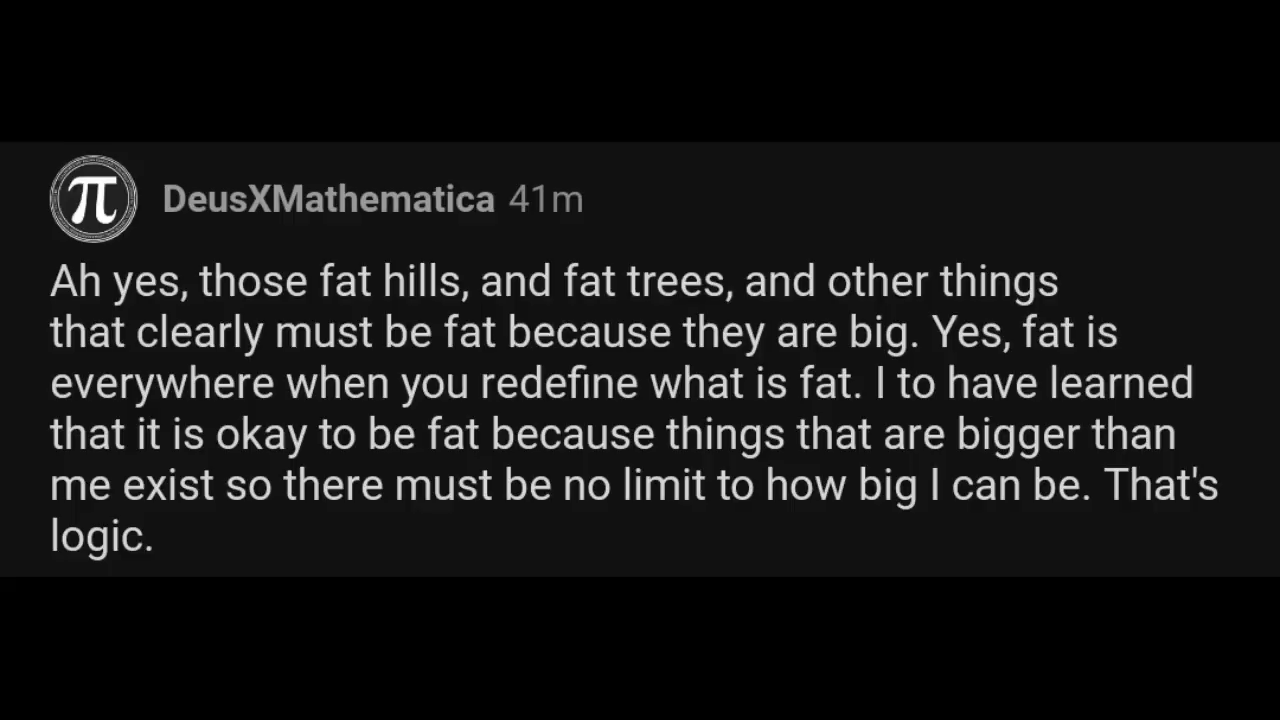 π
DeusXMathematica 41m
Ah yes, those fat hills, and fat trees, and other things
that clearly must be fat because they are big. Yes, fat is
everywhere when you redefine what is fat. I to have learned
that it is okay to be fat because things that are bigger than
me exist so there must be no limit to how big I can be. That's
logic.